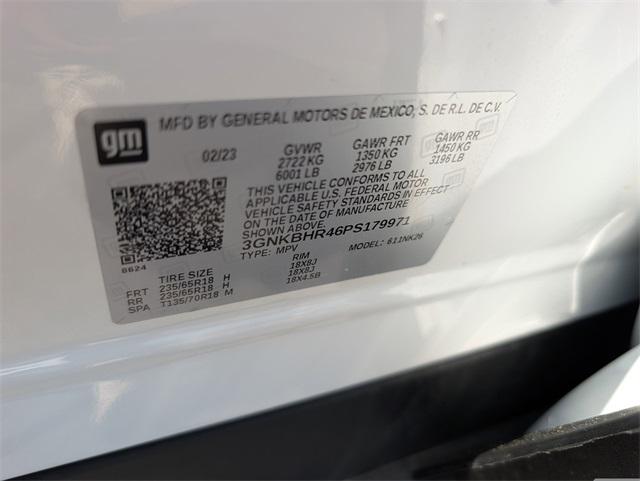 gm
MFD BY GENERAL MOTORS DE MEXICO, S. DE R.L. DE C.V.
02/23 GVWR GAWR FRT GAWR RR
2722 KG 1350 KG 1450 KG
6001 LB 2976 LB 3196 LB
THIS VEHICLE CONFORMS TO ALL
APPLICABLE U.S. FEDERAL MOTOR
VEHICLE SAFETY STANDARDS IN EFFECT
ON THE DATE OF MANUFACTURE
SHOWN ABOVE.
3GNKBHR46PS179971
TYPE: MPV MODEL: 611NK26
8624
TIRE SIZE RIM
FRT 235/65R18 H 18X8J
RR 235/65R18 H 18X8J
SPA T135/70R18 M 18X4.5B